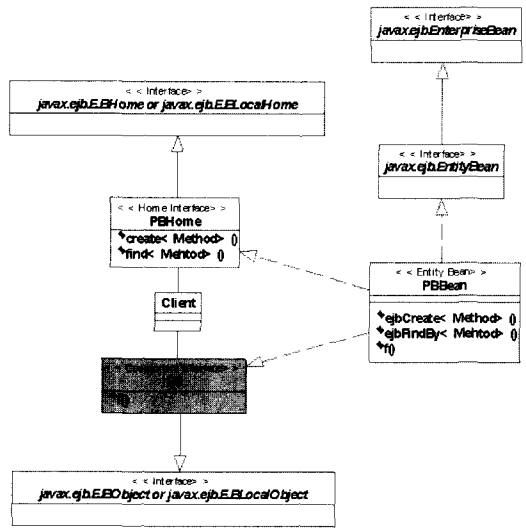 < < Interface> >
javax.ejb.EnterpriseBean
< < Interface> >
javax.ejb.EJBHome or javax.ejb.EJBLocalHome
< < Interface> >
javax.ejb.EntityBean
< < Home Interface> >
PBHome
create< Method> ()
find< Mehtod> ()
Client
< < Entity Bean> >
PBBean
ejbCreate< Method> ()
ejbFindBy< Mehtod> ()
f()
< < Interface> >
javax.ejb.EJBObject or javax.ejb.EJBLocalObject